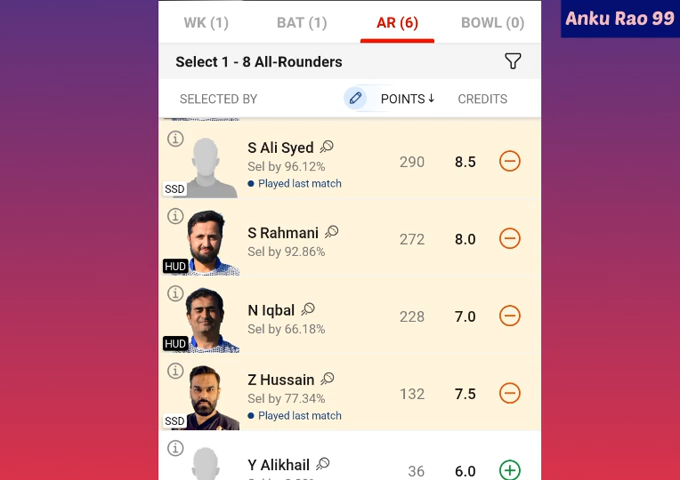 Anku Rao 99
WK (1) BAT (1) AR (6) BOWL (0)
Select 1 - 8 All-Rounders
SELECTED BY POINTS↓ CREDITS
S Ali Syed
Sel by 96.12% 290 8.5
Played last match
SSD
S Rahmani
Sel by 92.86% 272 8.0
HUD
N Iqbal
Sel by 66.18% 228 7.0
HUD
Z Hussain
Sel by 77.34% 132 7.5
Played last match
SSD
Y Alikhail
36 6.0